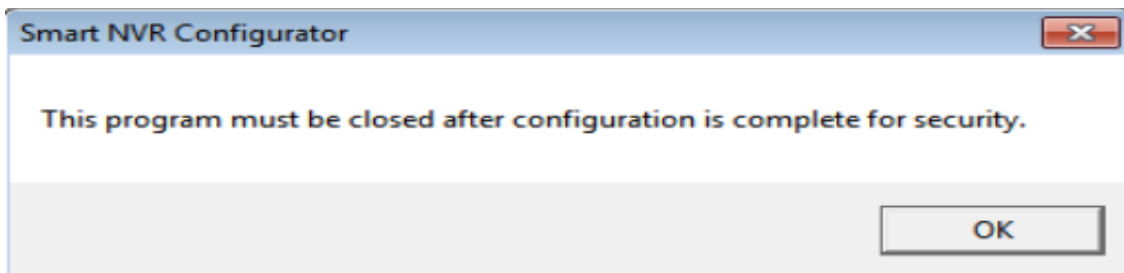 Smart NVR Configurator
This program must be closed after configuration is complete for security.
OK